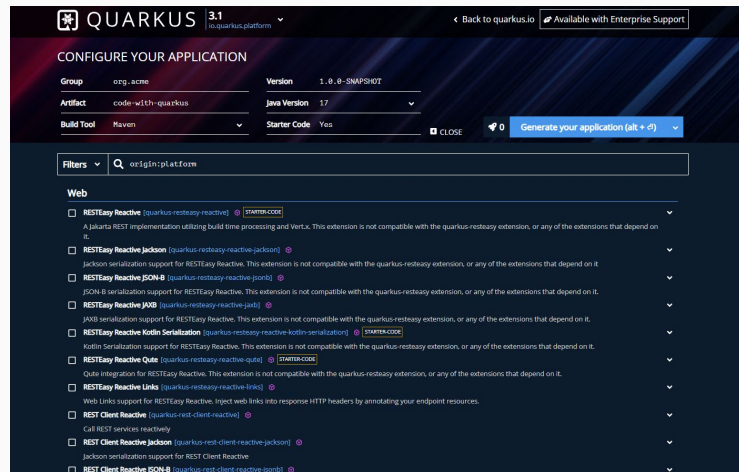 QUARKUS 3.1
io.quarkus.platform
Back to quarkus.io
Available with Enterprise Support
CONFIGURE YOUR APPLICATION
Group org.acme
Version 1.0.0-SNAPSHOT
Artifact code-with-quarkus
Java Version 17
Build Tool Maven
Starter Code Yes
CLOSE
0
Generate your application (alt + ⏎)
Filters
origin:platform
Web
RESTEasy Reactive [quarkus-resteasy-reactive] STARTER-CODE
A Jakarta REST implementation utilizing build time processing and Vert.x. This extension is not compatible with the quarkus-resteasy extension, or any of the extensions that depend on
it.
RESTEasy Reactive Jackson [quarkus-resteasy-reactive-jackson]
Jackson serialization support for RESTEasy Reactive. This extension is not compatible with the quarkus-resteasy extension, or any of the extensions that depend on it
RESTEasy Reactive JSON-B [quarkus-resteasy-reactive-jsonb]
JSON-B serialization support for RESTEasy Reactive. This extension is not compatible with the quarkus-resteasy extension, or any of the extensions that depend on it.
RESTEasy Reactive JAXB [quarkus-resteasy-reactive-jaxb]
JAXB serialization support for RESTEasy Reactive. This extension is not compatible with the quarkus-resteasy extension, or any of the extensions that depend on it.
RESTEasy Reactive Kotlin Serialization [quarkus-resteasy-reactive-kotlin-serialization] STARTER-CODE
Kotlin Serialization support for RESTEasy Reactive. This extension is not compatible with the quarkus-resteasy extension, or any of the extensions that depend on it.
RESTEasy Reactive Qute [quarkus-resteasy-reactive-qute] STARTER-CODE
Qute integration for RESTEasy Reactive. This extension is not compatible with the quarkus-resteasy extension, or any of the extensions that depend on it.
RESTEasy Reactive Links [quarkus-resteasy-reactive-links]
Web Links support for RESTEasy Reactive. Inject web links into response HTTP headers by annotating your endpoint resources.
REST Client Reactive [quarkus-rest-client-reactive]
Call REST services reactively
REST Client Reactive Jackson [quarkus-rest-client-reactive-jackson]
Jackson serialization support for REST Client Reactive
REST Client Reactive JSON-B [quarkus-rest-client-reactive-jsonb]